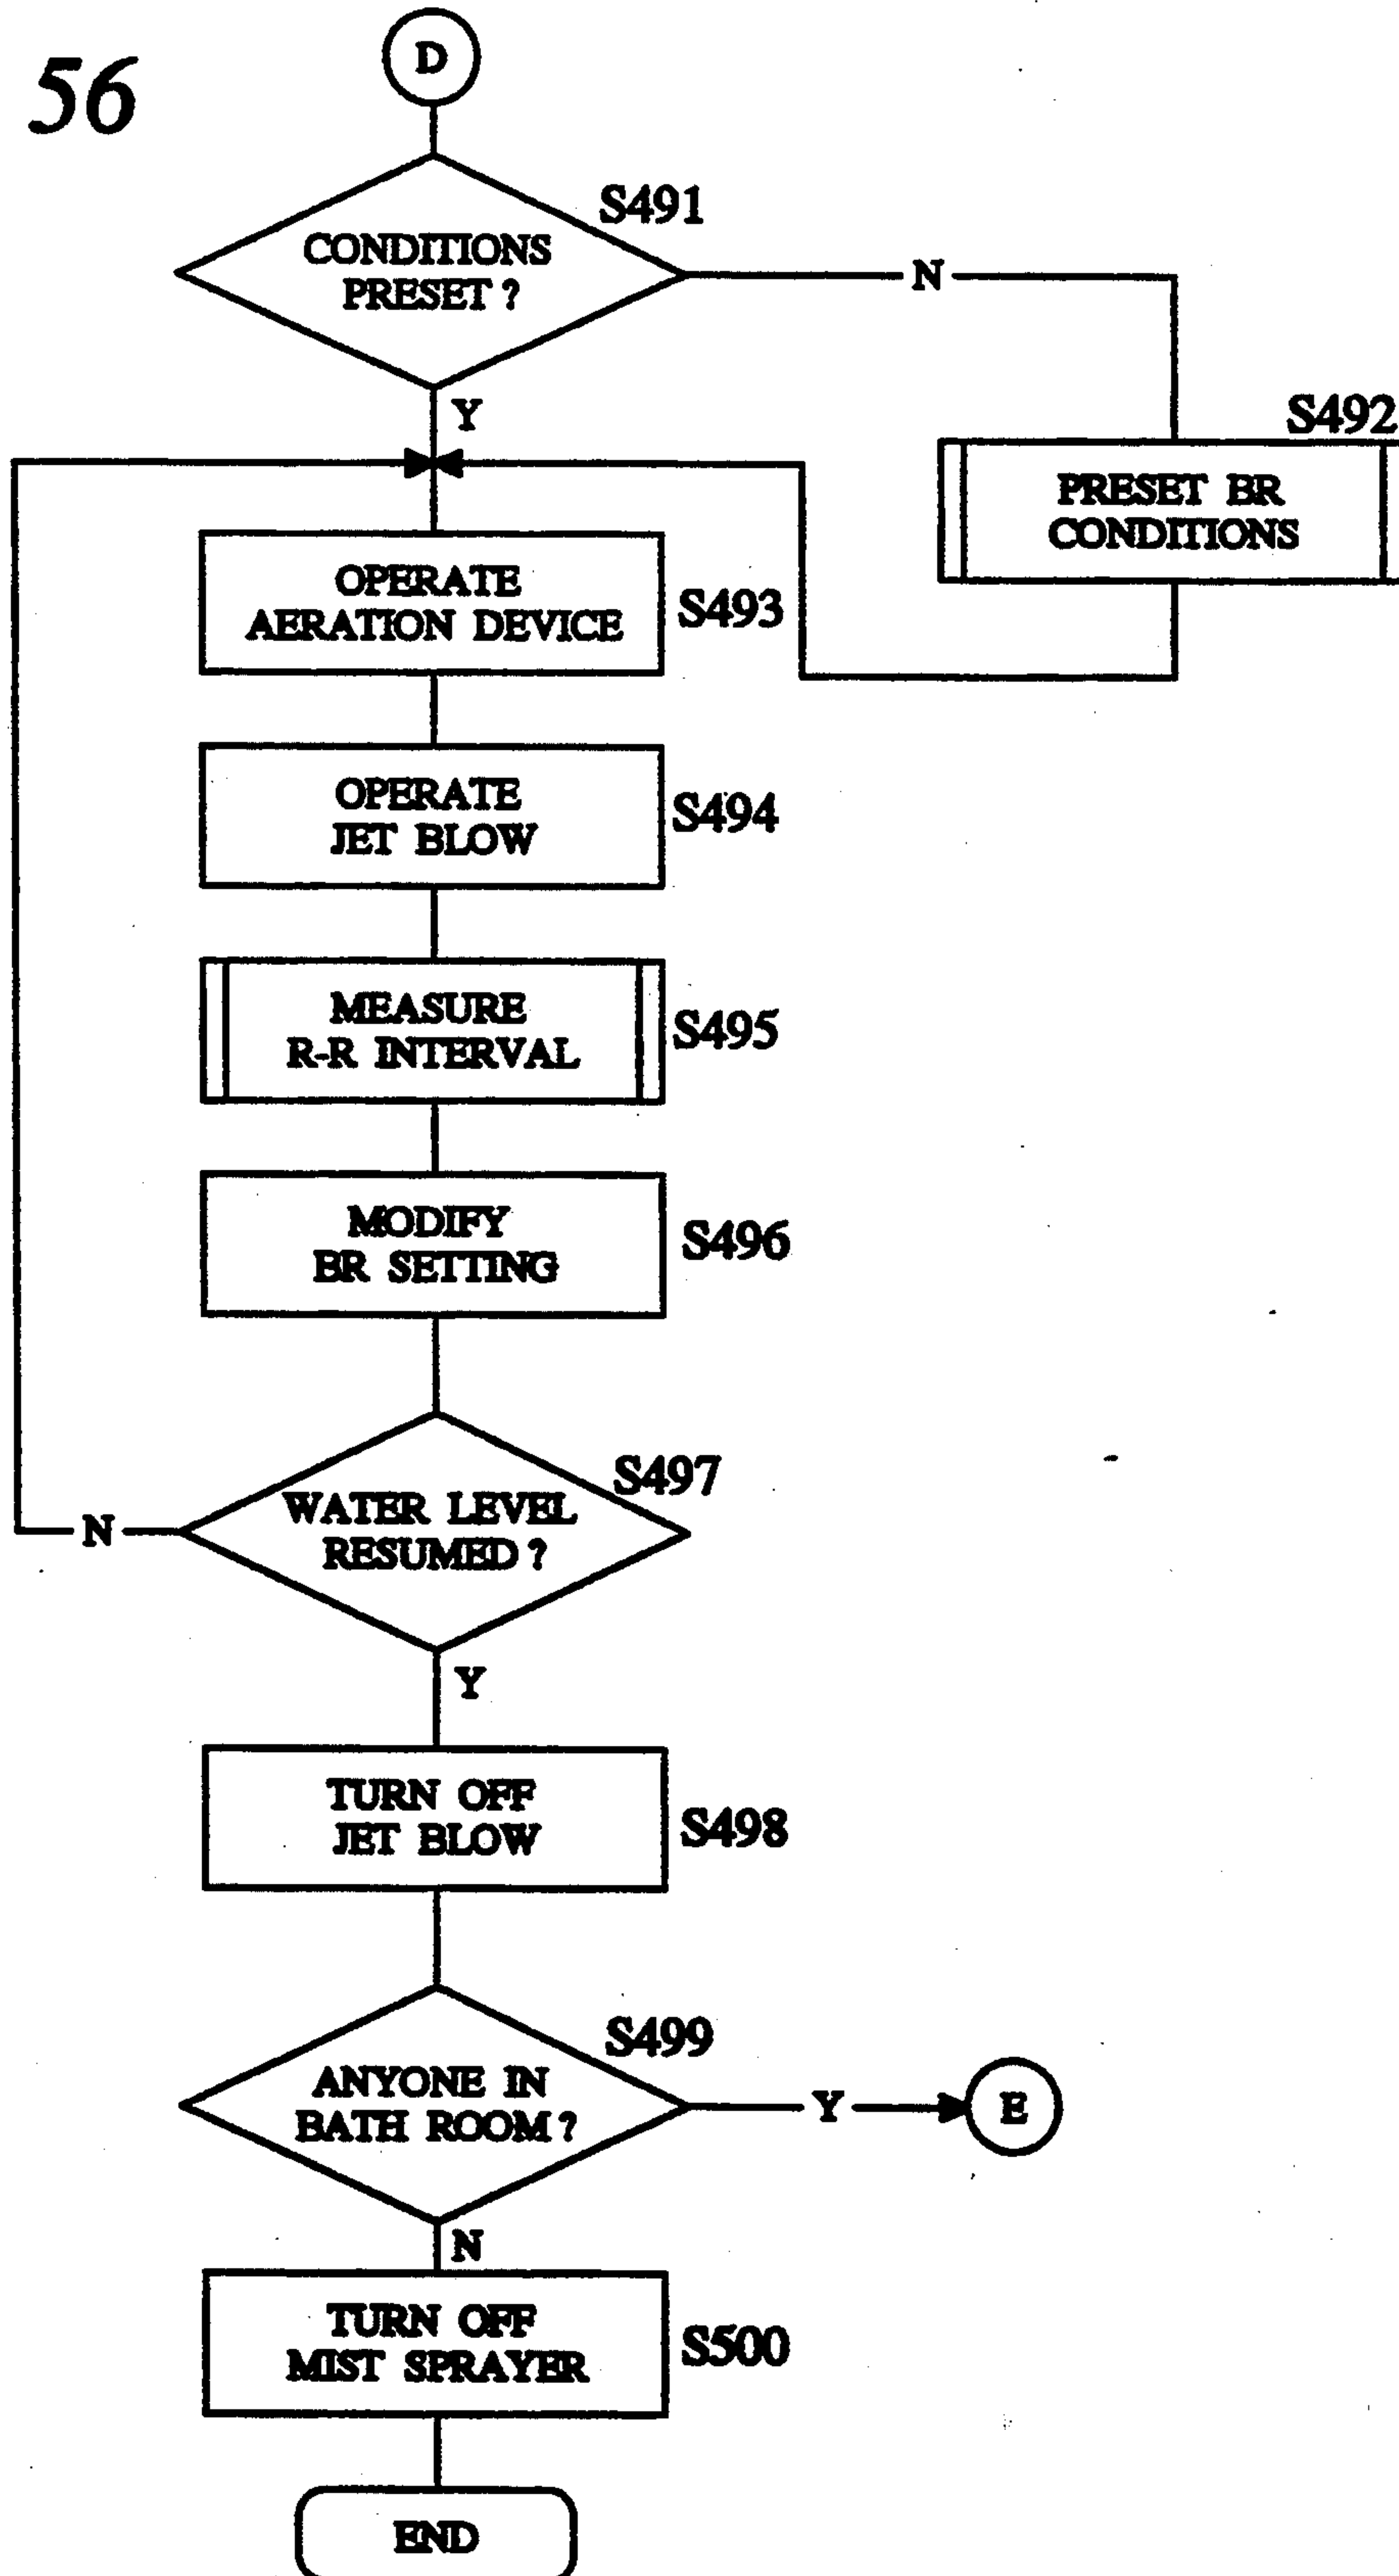 56
D
S491
CONDITIONS
PRESET ?
N
Y
S492
PRESET BR
CONDITIONS
OPERATE
AERATION DEVICE
S493
OPERATE
JET BLOW
S494
MEASURE
R-R INTERVAL
S495
MODIFY
BR SETTING
S496
S497
WATER LEVEL
RESUMED ?
N
Y
TURN OFF
JET BLOW
S498
S499
ANYONE IN
BATH ROOM ?
Y
E
N
TURN OFF
MIST SPRAYER
S500
END